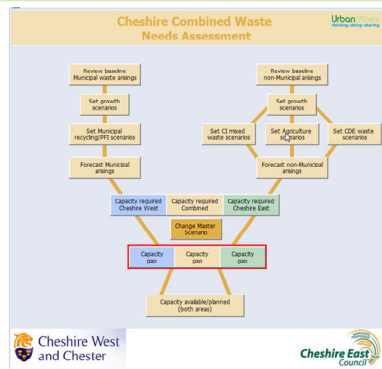 Cheshire Combined Waste
Needs Assessment
Urban
Review baseline
Municipal waste arisings
Review baseline
non-Municipal arisings
Set growth
scenarios
Set growth
scenarios
Set Municipal
recycling/PFI scenarios
Set CI mixed
waste scenarios
Set Agriculture
Set CDE waste
scenarios
Forecast Municipal
arisings
Forecast non-Municipal
arisings
Capacity required
Cheshire West
Capacity required
Combined
Capacity required
Cheshire East
Change Master
Scenario
Capacity
gap
Capacity
gap
Capacity
gap
Capacity available/planned
(both areas)
Cheshire West
and Chester
Cheshire East
Council